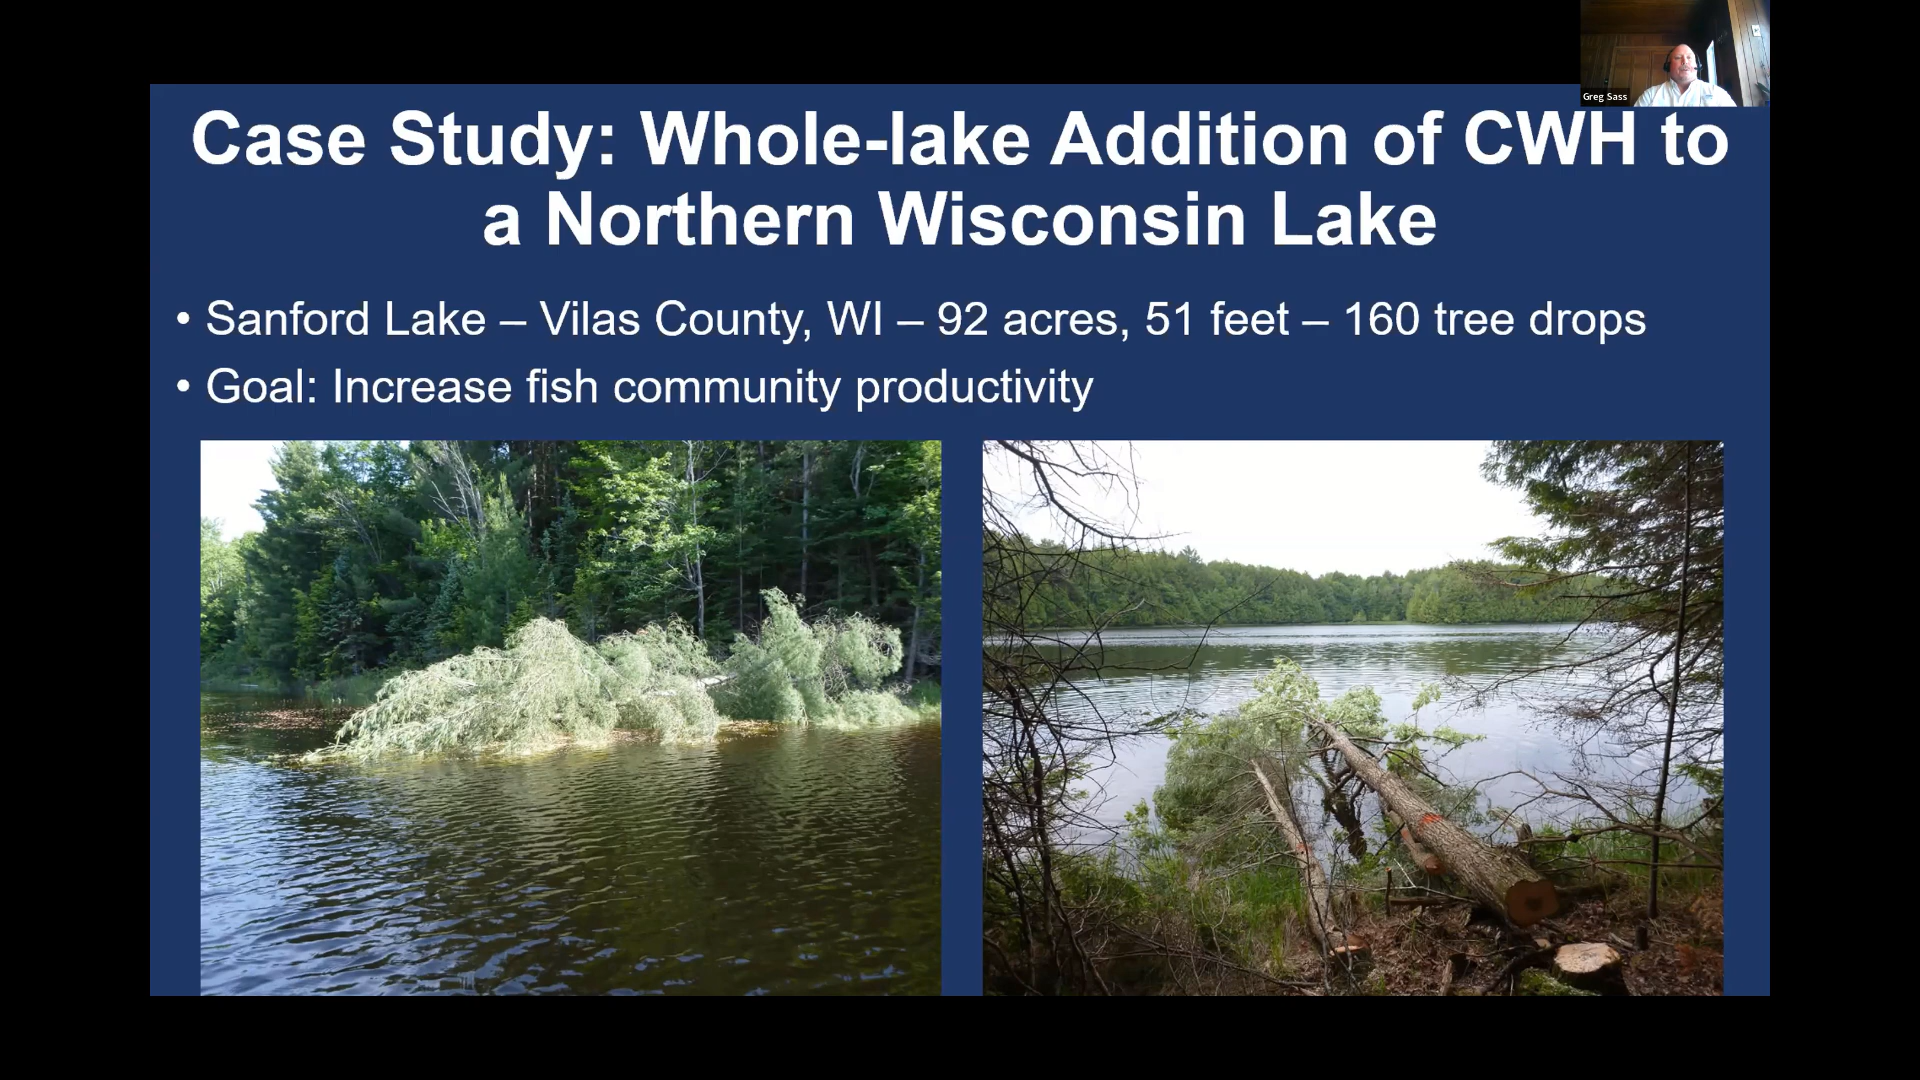 Greg Sass
Case Study: Whole-lake Addition of CWH to
a Northern Wisconsin Lake
• Sanford Lake – Vilas County, WI – 92 acres, 51 feet – 160 tree drops
• Goal: Increase fish community productivity